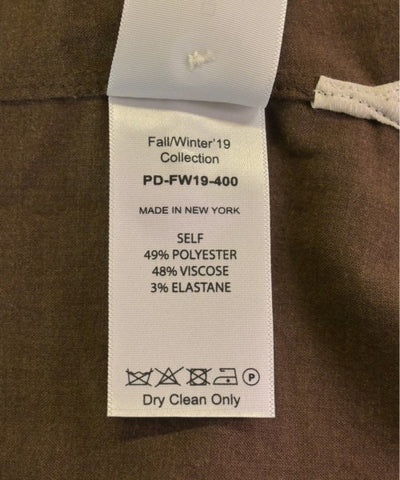 Fall/Winter'19
Collection
PD-FW19-400
MADE IN NEW YORK
SELF
49% POLYESTER
48% VISCOSE
3% ELASTANE
P
Dry Clean Only